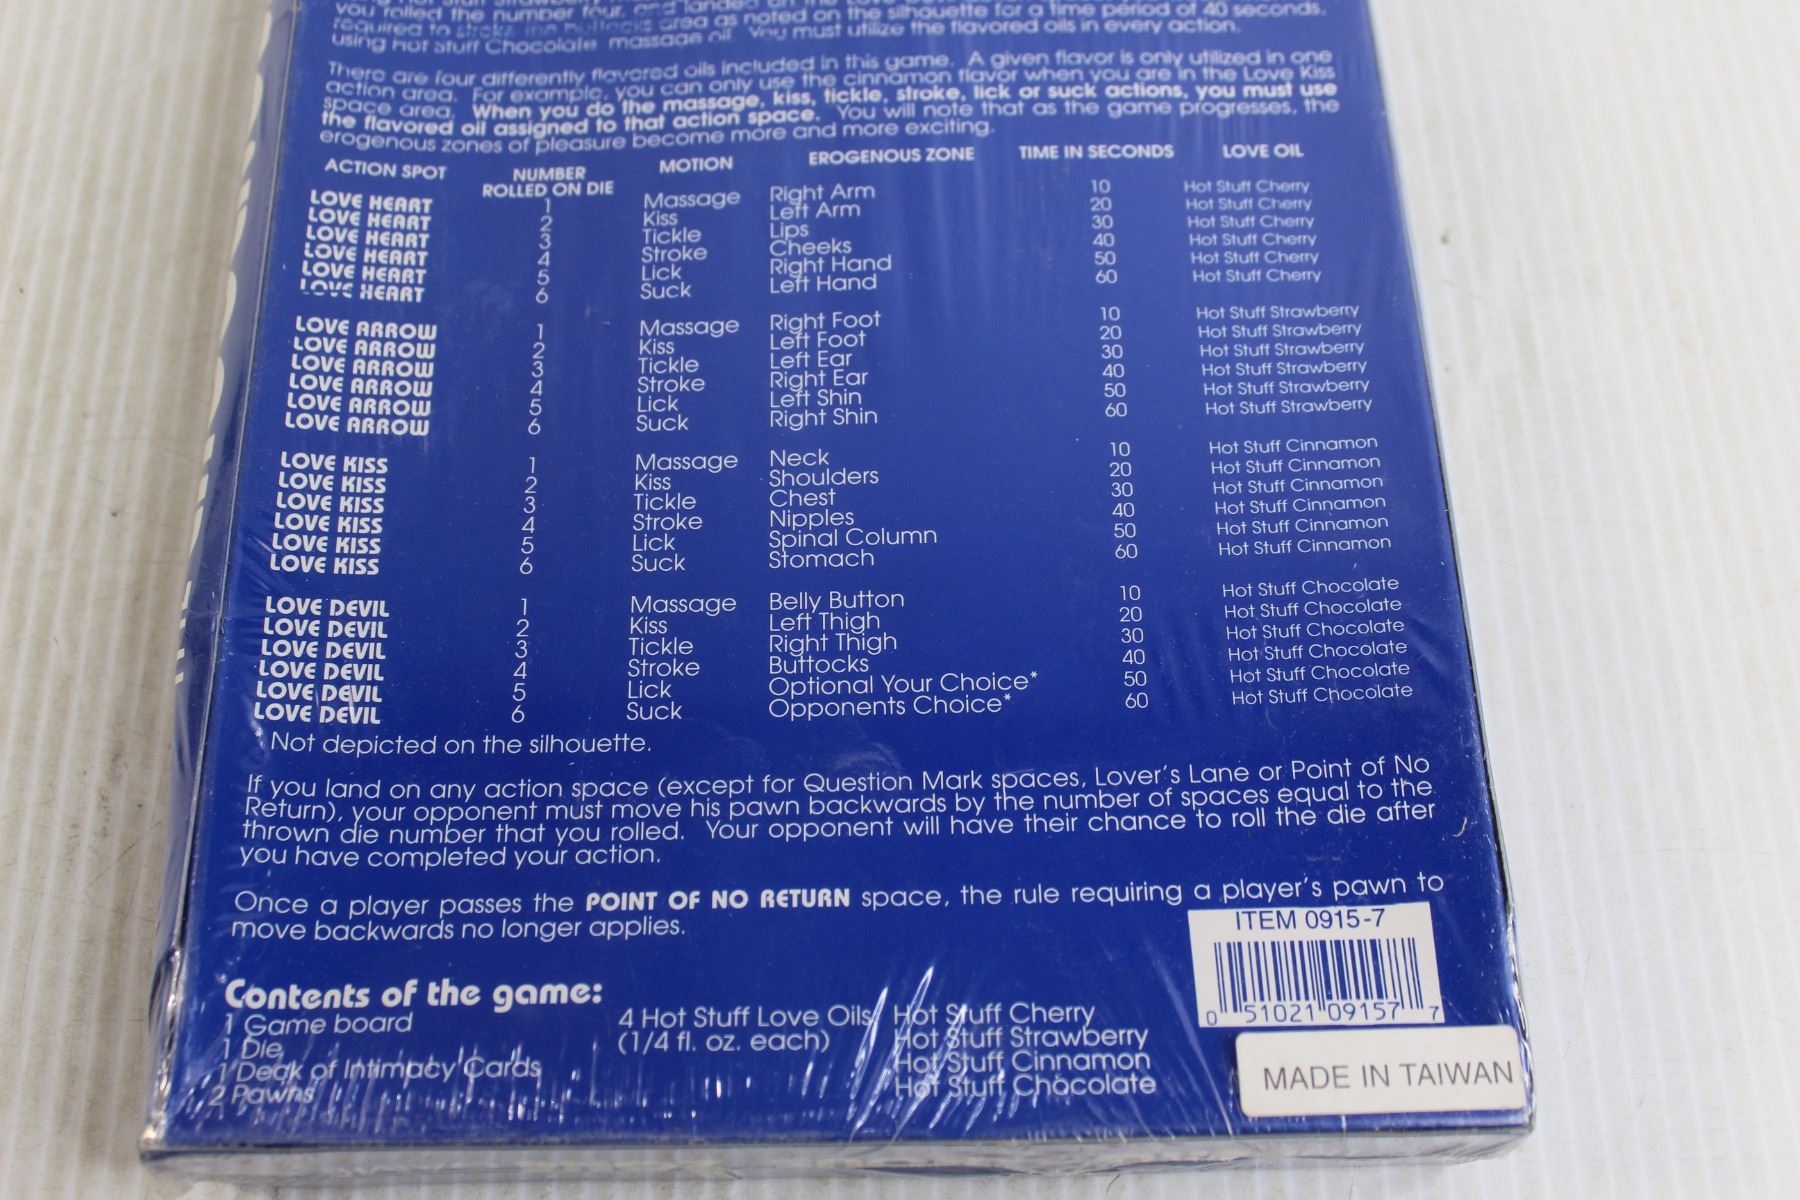 you rolled the number four, and landed on the Love Devil
area as noted on the silhouette for a time period of 40 seconds.
required to stroke the buttocks
using Hot Stuff Chocolate massage oil. You must utilize the flavored oils in every action.
There are four differently flavored oils included in this game. A given flavor is only utilized in one
action area. For example, you can only use the cinnamon flavor when you are in the Love Kiss
space area. When you do the massage, kiss, tickle, stroke, lick or suck actions, you must use
the flavored oil assigned to that action space. You will note that as the game progresses, the
erogenous zones of pleasure become more and more exciting.
ACTION SPOT NUMBER ROLLED ON DIE MOTION EROGENOUS ZONE TIME IN SECONDS LOVE OIL
LOVE HEART 1 Massage Right Arm 10 Hot Stuff Cherry
LOVE HEART 2 Kiss Left Arm 20 Hot Stuff Cherry
LOVE HEART 3 Tickle Lips 30 Hot Stuff Cherry
LOVE HEART 4 Stroke Cheeks 40 Hot Stuff Cherry
LOVE HEART 5 Lick Right Hand 50 Hot Stuff Cherry
LOVE HEART 6 Suck Left Hand 60 Hot Stuff Cherry
LOVE ARROW 1 Massage Right Foot 10 Hot Stuff Strawberry
LOVE ARROW 2 Kiss Left Foot 20 Hot Stuff Strawberry
LOVE ARROW 3 Tickle Left Ear 30 Hot Stuff Strawberry
LOVE ARROW 4 Stroke Right Ear 40 Hot Stuff Strawberry
LOVE ARROW 5 Lick Left Shin 50 Hot Stuff Strawberry
LOVE ARROW 6 Suck Right Shin 60 Hot Stuff Strawberry
LOVE KISS 1 Massage Neck 10 Hot Stuff Cinnamon
LOVE KISS 2 Kiss Shoulders 20 Hot Stuff Cinnamon
LOVE KISS 3 Tickle Chest 30 Hot Stuff Cinnamon
LOVE KISS 4 Stroke Nipples 40 Hot Stuff Cinnamon
LOVE KISS 5 Lick Spinal Column 50 Hot Stuff Cinnamon
LOVE KISS 6 Suck Stomach 60 Hot Stuff Cinnamon
LOVE DEVIL 1 Massage Belly Button 10 Hot Stuff Chocolate
LOVE DEVIL 2 Kiss Left Thigh 20 Hot Stuff Chocolate
LOVE DEVIL 3 Tickle Right Thigh 30 Hot Stuff Chocolate
LOVE DEVIL 4 Stroke Buttocks 40 Hot Stuff Chocolate
LOVE DEVIL 5 Lick Optional Your Choice* 50 Hot Stuff Chocolate
LOVE DEVIL 6 Suck Opponents Choice* 60 Hot Stuff Chocolate
* Not depicted on the silhouette.
If you land on any action space (except for Question Mark spaces, Lover's Lane or Point of No
Return), your opponent must move his pawn backwards by the number of spaces equal to the
thrown die number that you rolled. Your opponent will have their chance to roll the die after
you have completed your action.
Once a player passes the POINT OF NO RETURN space, the rule requiring a player's pawn to
move backwards no longer applies.
ITEM 0915-7
0 51021 09157 7
MADE IN TAIWAN
Contents of the game:
1 Game board
1 Die
1 Deck of Intimacy Cards
2 Pawns
4 Hot Stuff Love Oils
(1/4 fl. oz. each)
Hot Stuff Cherry
Hot Stuff Strawberry
Hot Stuff Cinnamon
Hot Stuff Chocolate